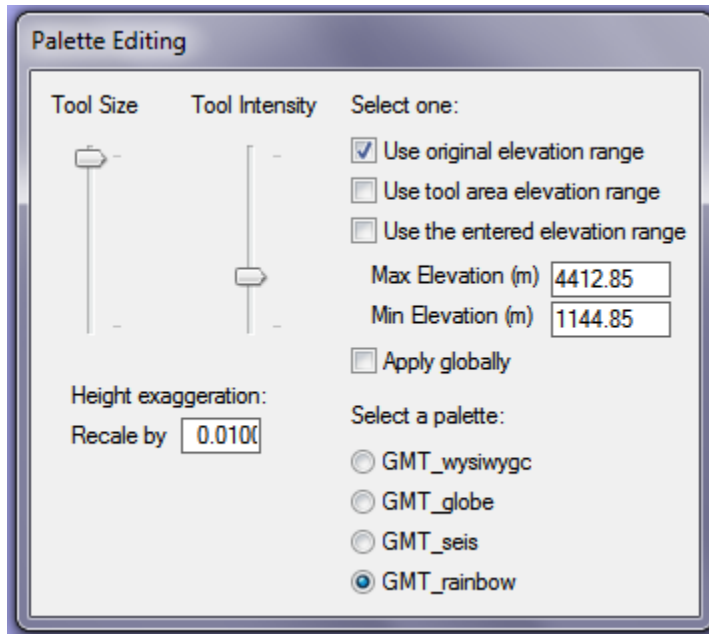 Palette Editing
Tool Size
Tool Intensity
Height exaggeration:
Recale by 0.010
Select one:
Use original elevation range
Use tool area elevation range
Use the entered elevation range
Max Elevation (m) 4412.85
Min Elevation (m) 1144.85
Apply globally
Select a palette:
GMT_wysiwygc
GMT_globe
GMT_seis
GMT_rainbow